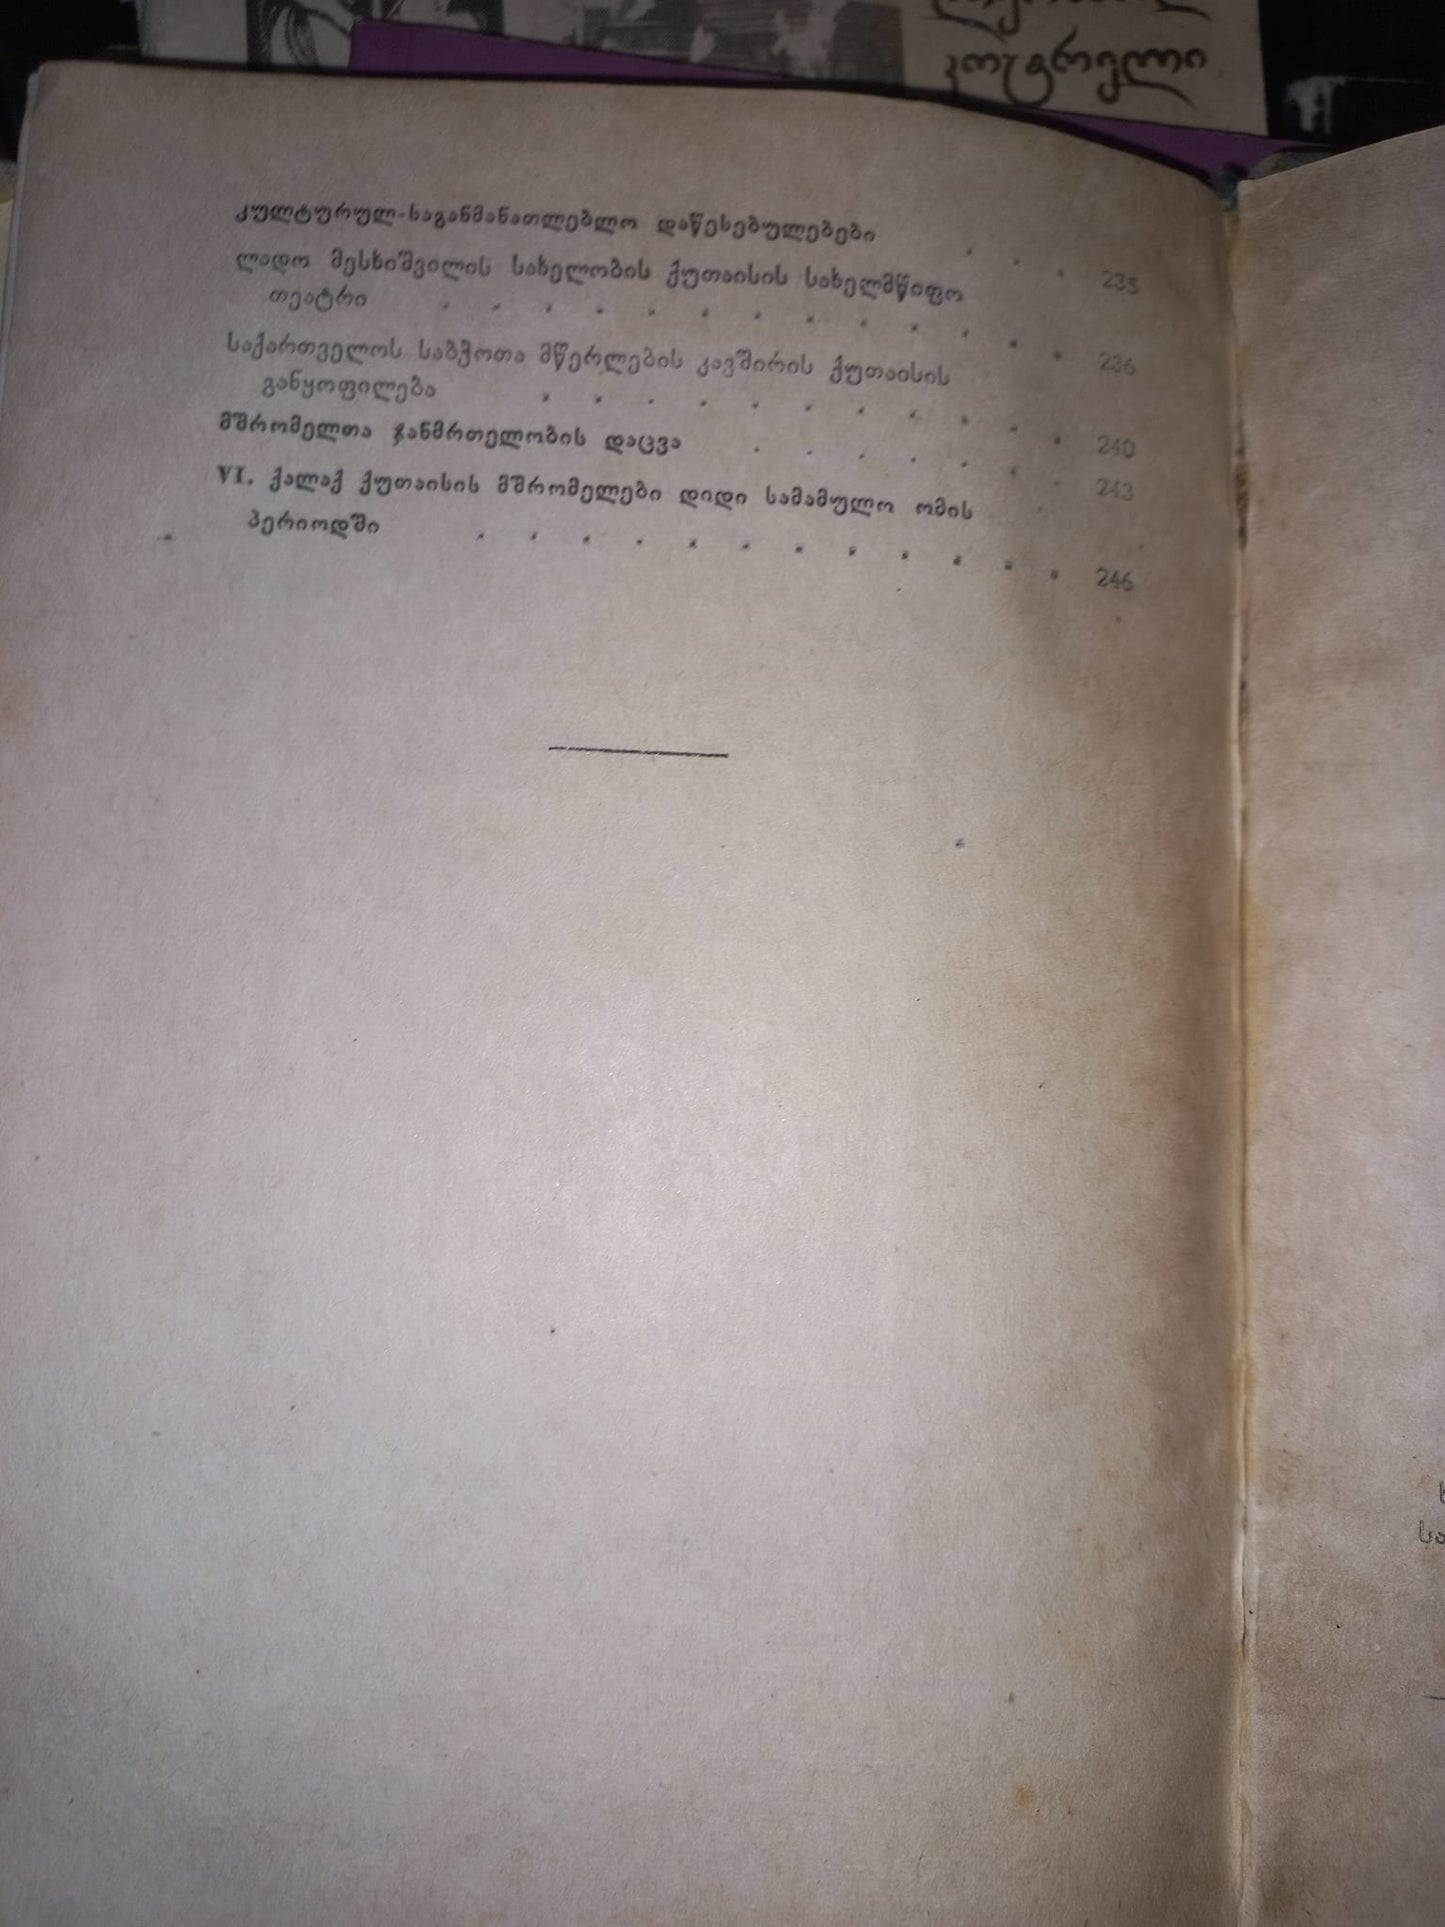 კოტრიელი
კულტურულ-საგანმანათლებლო დაწესებულებები . . . 235
ლადო მესხიშვილის სახელობის ქუთაისის სახელმწიფო
თეატრი . . . . . . . . . . . . . 236
საქართველოს საბჭოთა მწერლების კავშირის ქუთაისის
განყოფილება . . . . . . . . . . . 240
მშრომელთა ჯანმრთელობის დაცვა . . . . . . . 243
VI. ქალაქ ქუთაისის მშრომელები დიდი სამამულო ომის
პერიოდში . . . . . . . . . . . . 246